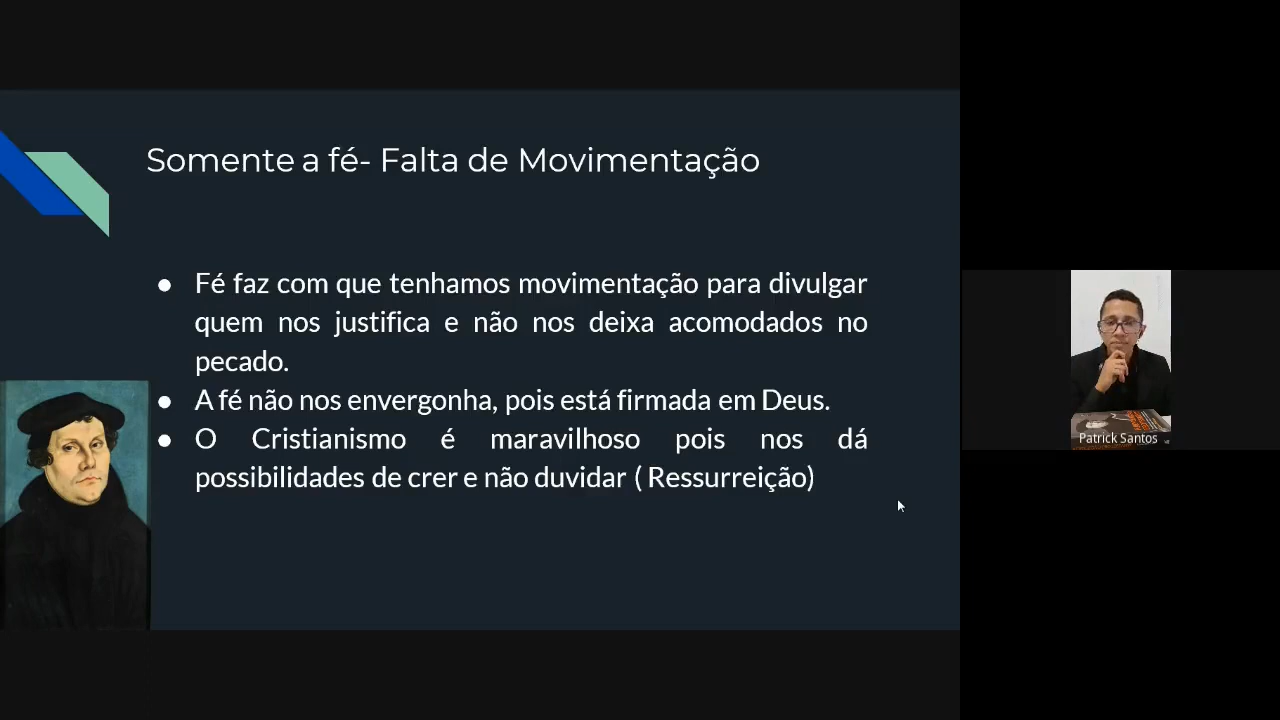 Somente a fé- Falta de Movimentação
● Fé faz com que tenhamos movimentação para divulgar
quem nos justifica e não nos deixa acomodados no
pecado.
● A fé não nos envergonha, pois está firmada em Deus.
● O Cristianismo é maravilhoso pois nos dá
possibilidades de crer e não duvidar ( Ressurreição)
Patrick Santos